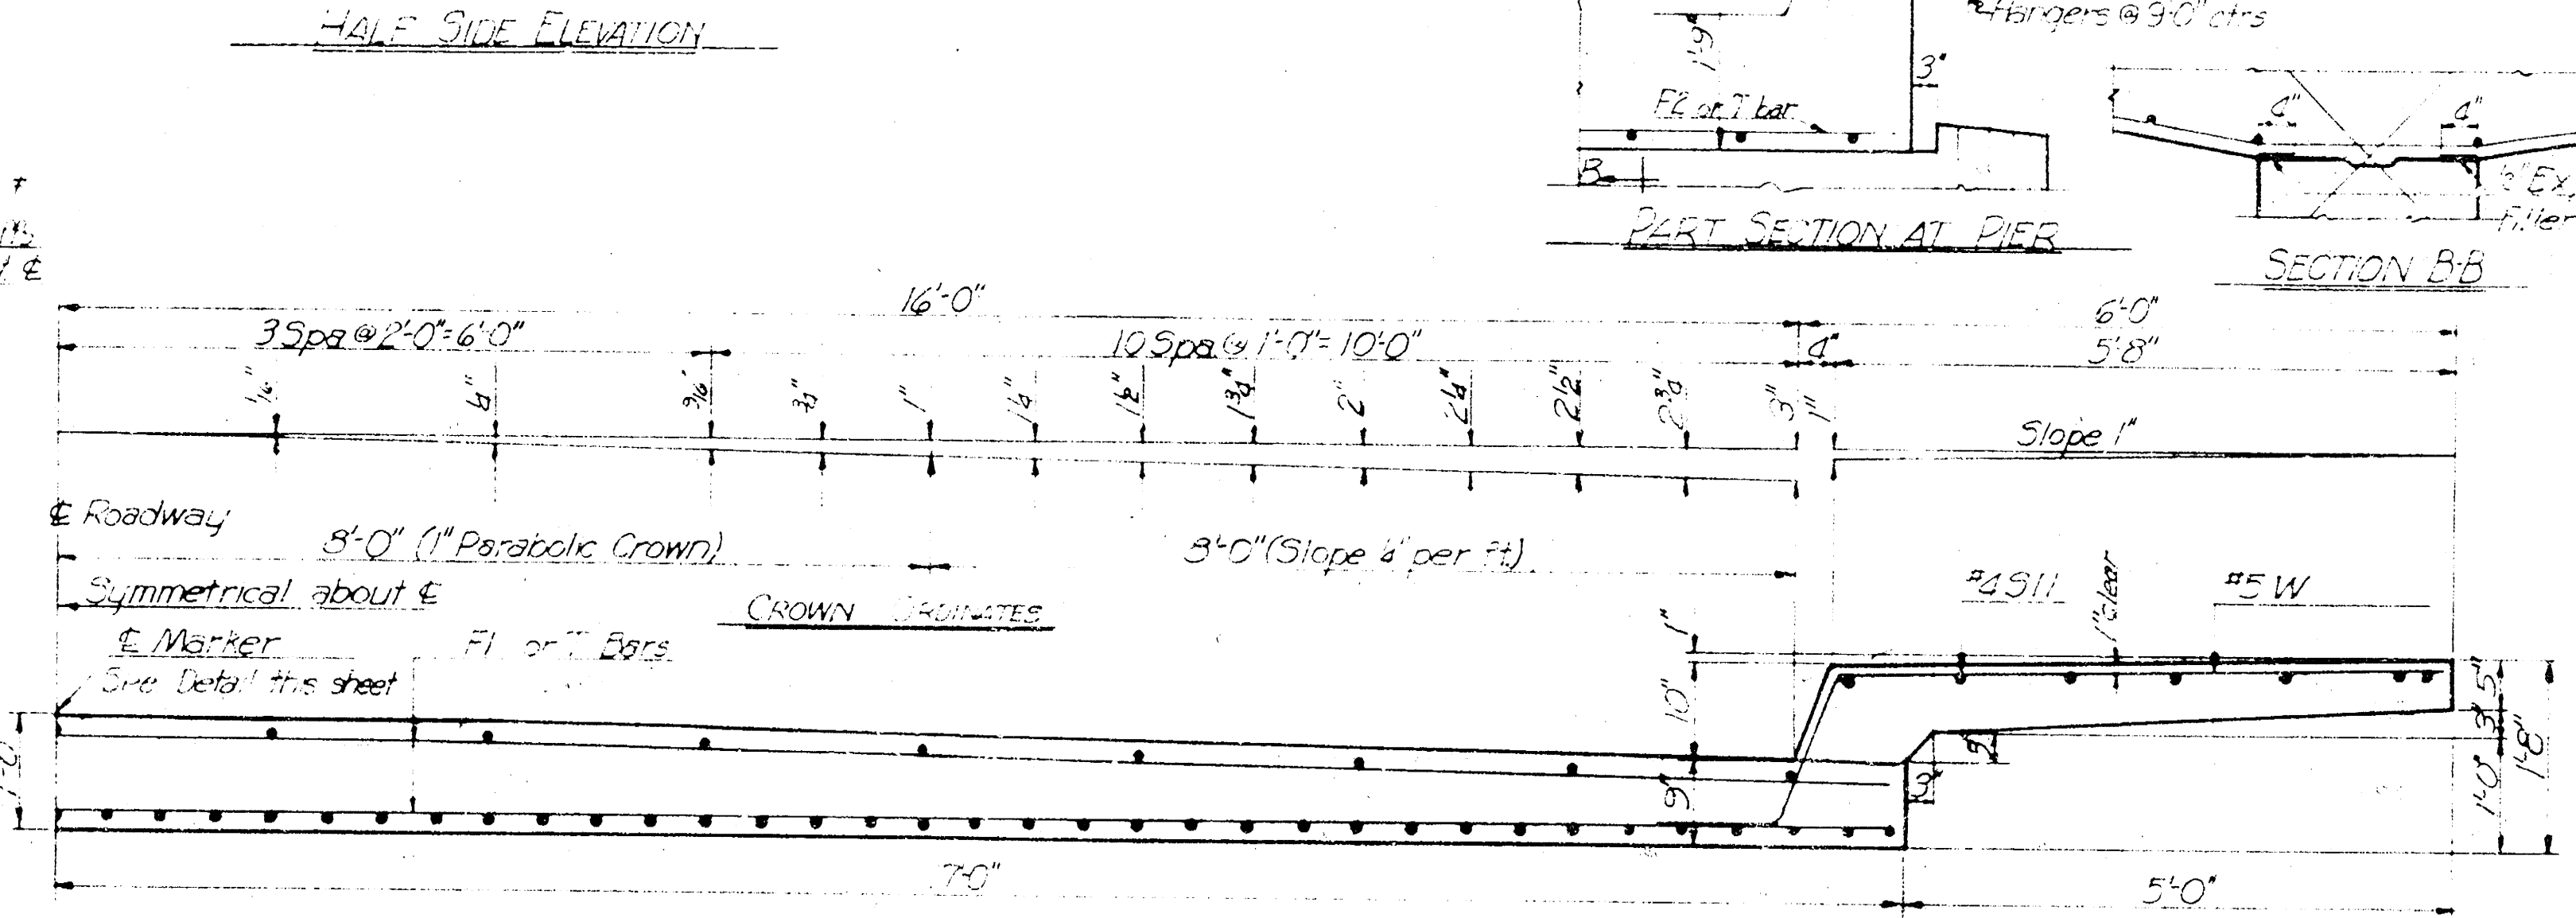 HALF SIDE ELEVATION
Hangers @ 9'-0" ctrs
1'-9"
3"
F2 or T bar
B
4"
4"
Filler
PART SECTION AT PIER
SECTION B-B
16'-0"
6'-0"
3 Spa @ 2'-0" = 6'-0"
10 Spa @ 1'-0" = 10'-0"
4"
5'-8"
1/16"
1/4"
9/16"
3/4"
1"
1 1/4"
1 1/2"
1 3/4"
2"
2 1/4"
2 1/2"
2 3/4"
3"
1"
Slope 1"
℄ Roadway
8'-0" (1" Parabolic Crown)
8'-0" (Slope 1/4" per ft)
Symmetrical about ℄
CROWN ORDINATES
#4 S11
1" clear
#5 W
℄ Marker
F1 or T Bars
See Detail this sheet
1"
10"
9"
3"
3"
5"
1'-0"
1'-8"
1'-0"
7'-0"
5'-0"